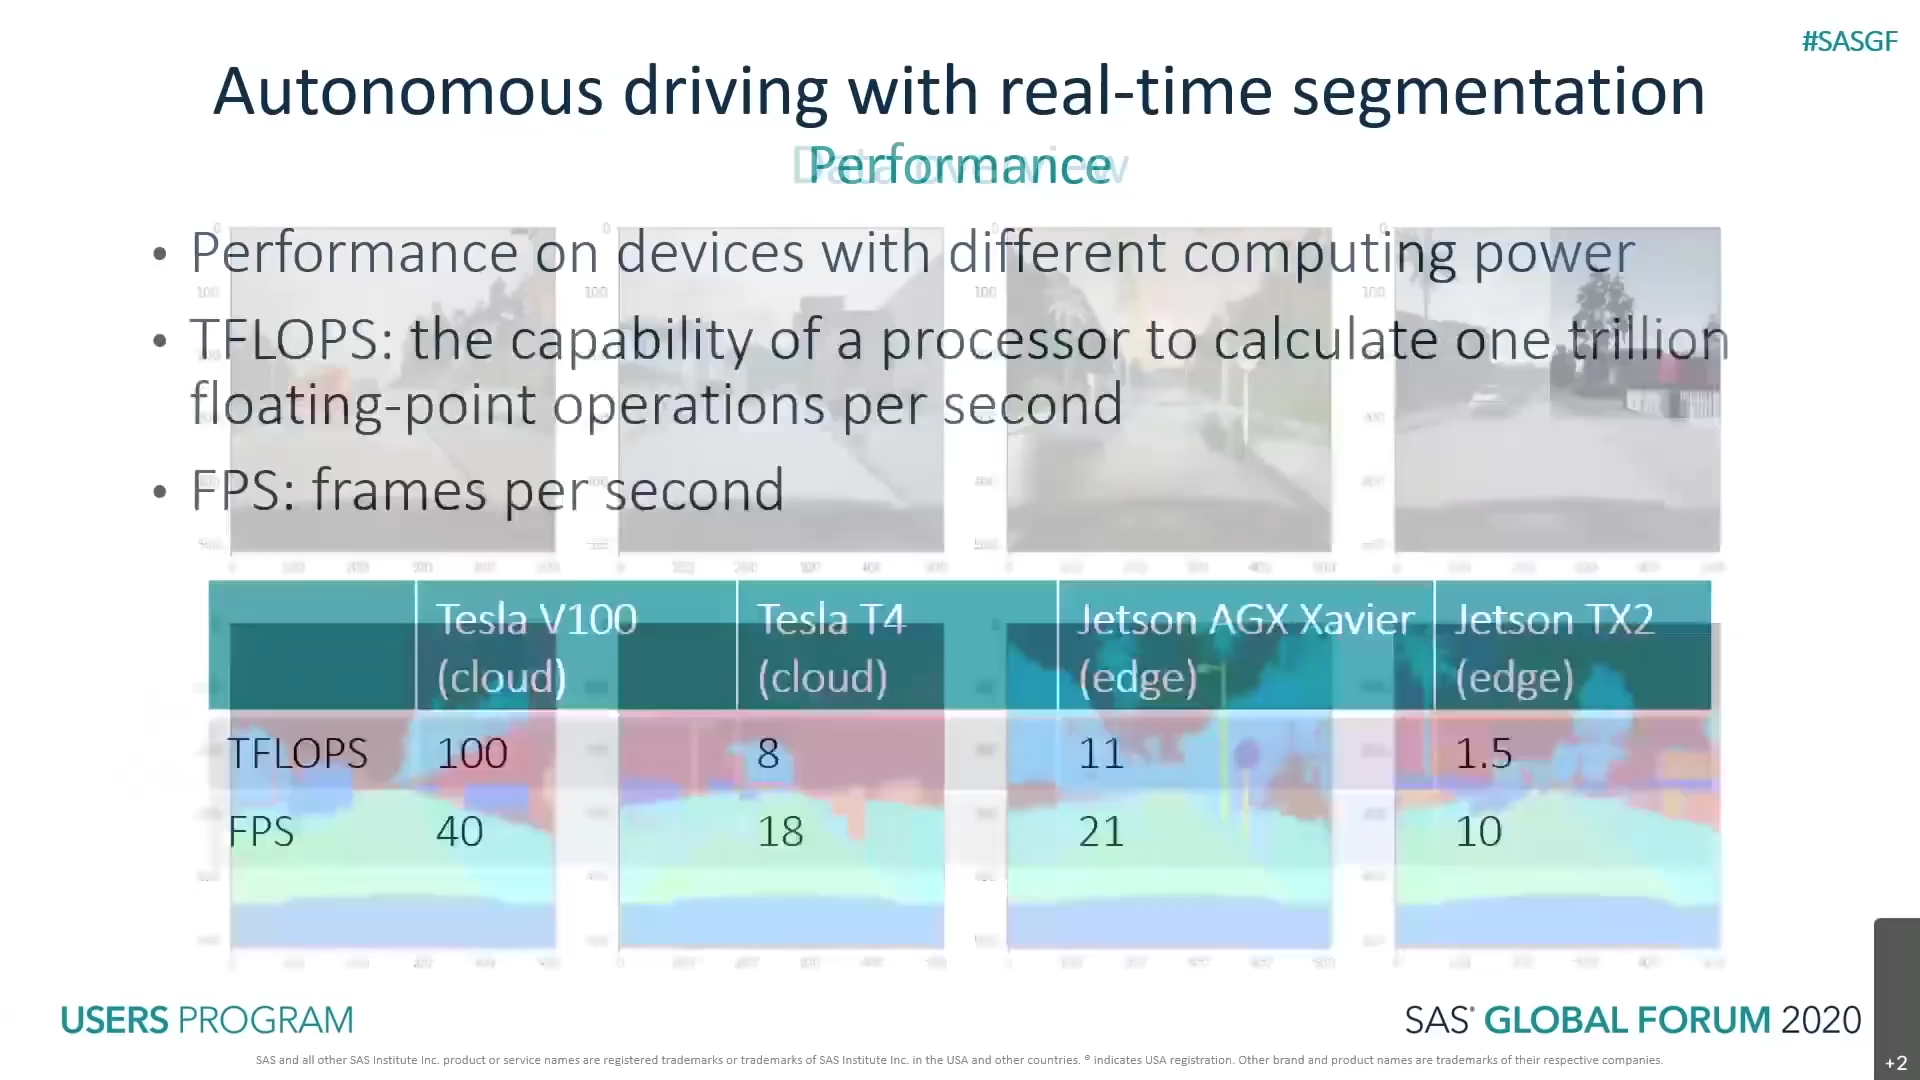 #SASGF
Autonomous driving with real-time segmentation
Data overview
Performance
• Performance on devices with different computing power
• TFLOPS: the capability of a processor to calculate one trillion
floating-point operations per second
• FPS: frames per second
Tesla V100 (cloud) Tesla T4 (cloud) Jetson AGX Xavier (edge) Jetson TX2 (edge)
TFLOPS 100 8 11 1.5
FPS 40 18 21 10
USERS PROGRAM
SAS® GLOBAL FORUM 2020
SAS and all other SAS Institute Inc. product or service names are registered trademarks or trademarks of SAS Institute Inc. in the USA and other countries. ® indicates USA registration. Other brand and product names are trademarks of their respective companies.
+2